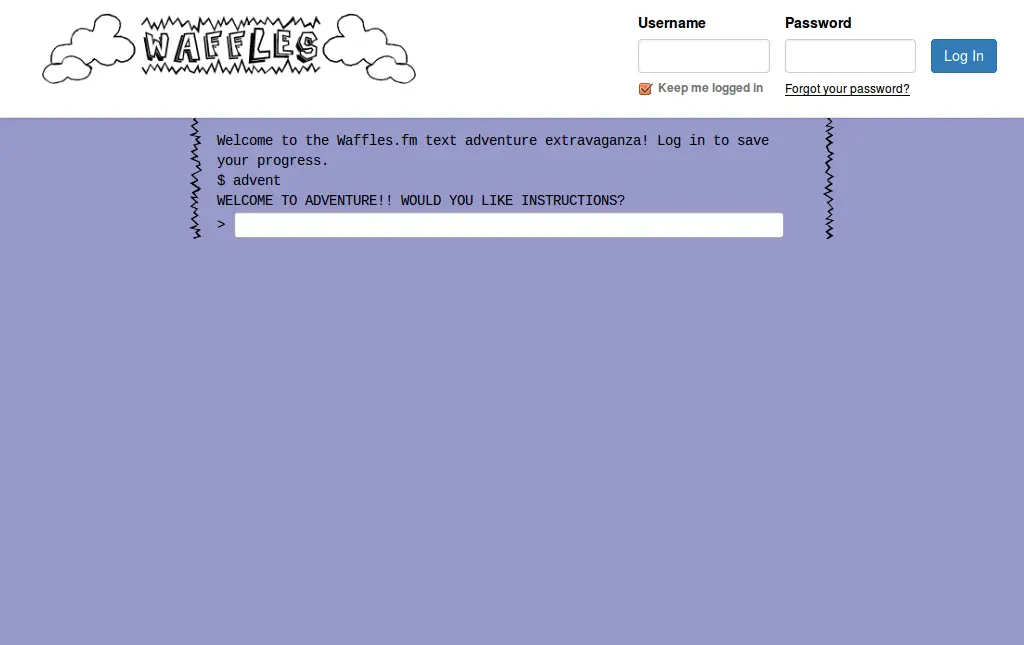 WAFFLES
Username
Password
Log In
Keep me logged in
Forgot your password?
Welcome to the Waffles.fm text adventure extravaganza! Log in to save
your progress.
$ advent
WELCOME TO ADVENTURE!! WOULD YOU LIKE INSTRUCTIONS?
>